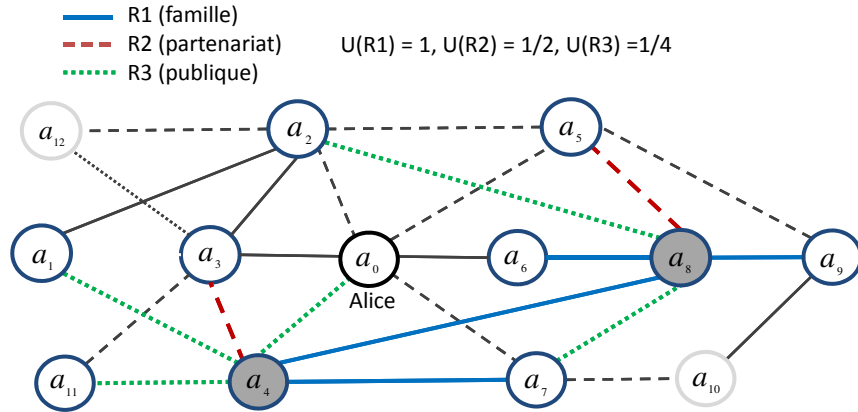 R1 (famille)
R2 (partenariat) U(R1) = 1, U(R2) = 1/2, U(R3) =1/4
R3 (publique)
a₁₂ a₂ a₅
a₁ a₃ a₀ a₆ a₈ a₉
Alice
a₁₁ a₄ a₇ a₁₀